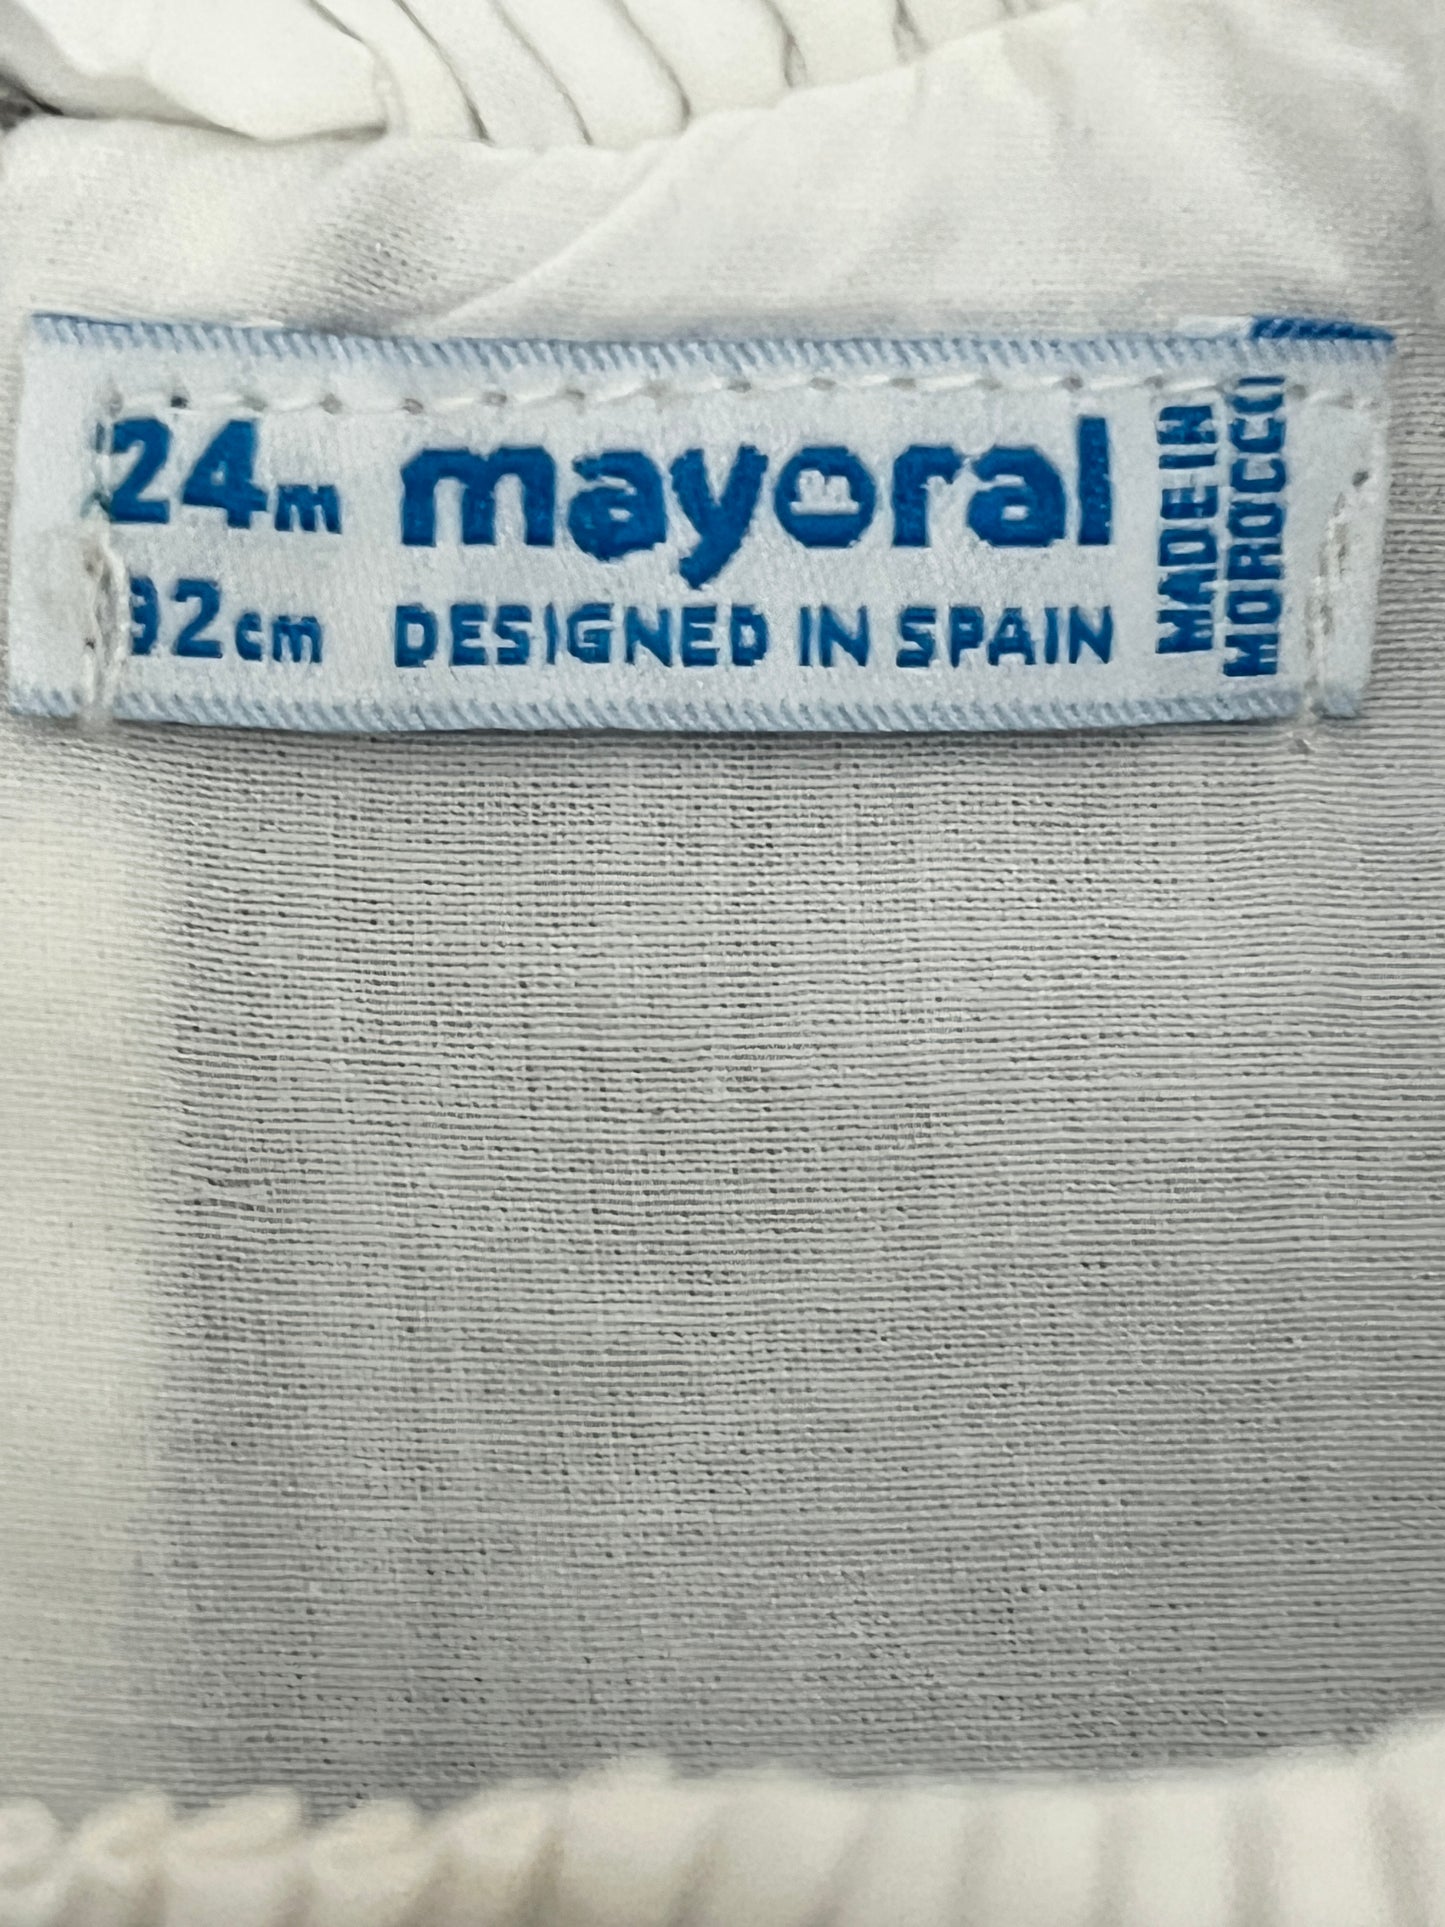 24m
92cm
mayoral
DESIGNED IN SPAIN
MADE IN
MOROCCO